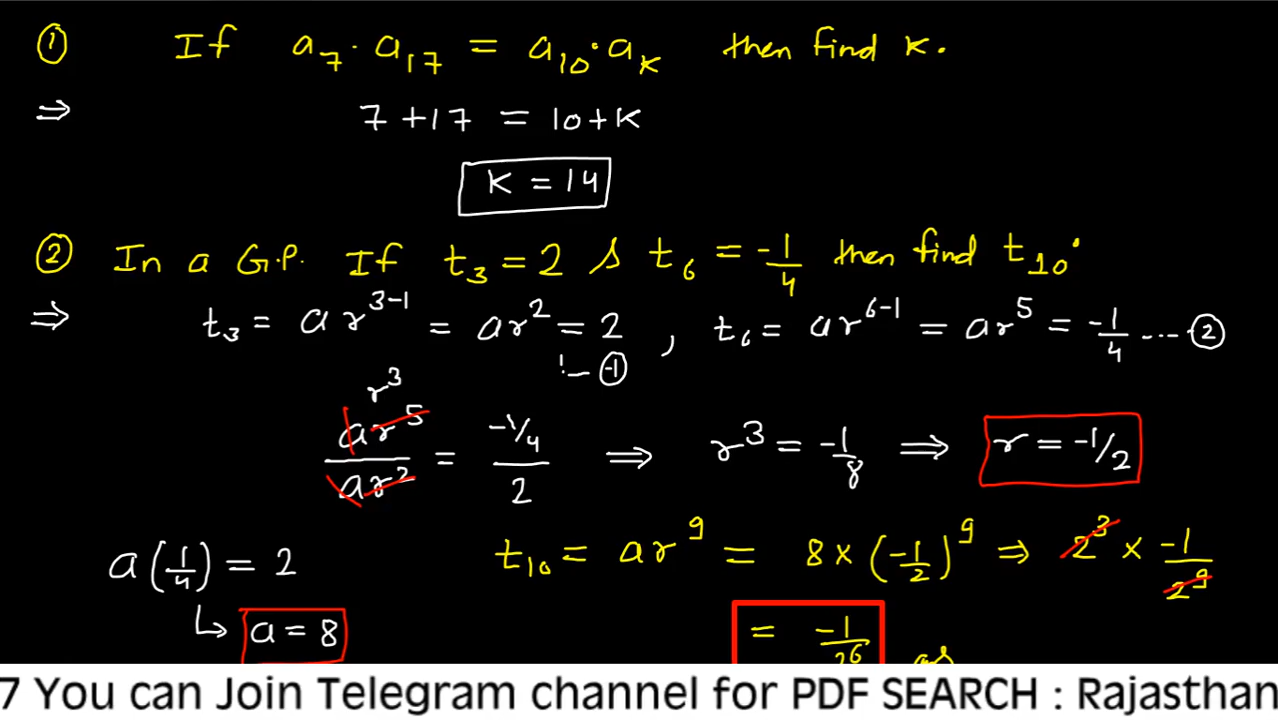 ① If a₇ · a₁₇ = a₁₀ · aₖ then find k.
⇒ 7 + 17 = 10 + k
k = 14
② In a G.P. If t₃ = 2 & t₆ = -1/4 then find t₁₀.
⇒ t₃ = ar³⁻¹ = ar² = 2 --- ①, t₆ = ar⁶⁻¹ = ar⁵ = -1/4 ---- ②
r³
ar⁵/ar² = (-1/4)/2 ⇒ r³ = -1/8 ⇒ r = -1/2
a(1/4) = 2
t₁₀ = ar⁹ = 8 × (-1/2)⁹ ⇒ 2³ × -1/2⁹
↳ a = 8
= -1/2⁶ ans
7 You can Join Telegram channel for PDF SEARCH : Rajasthan